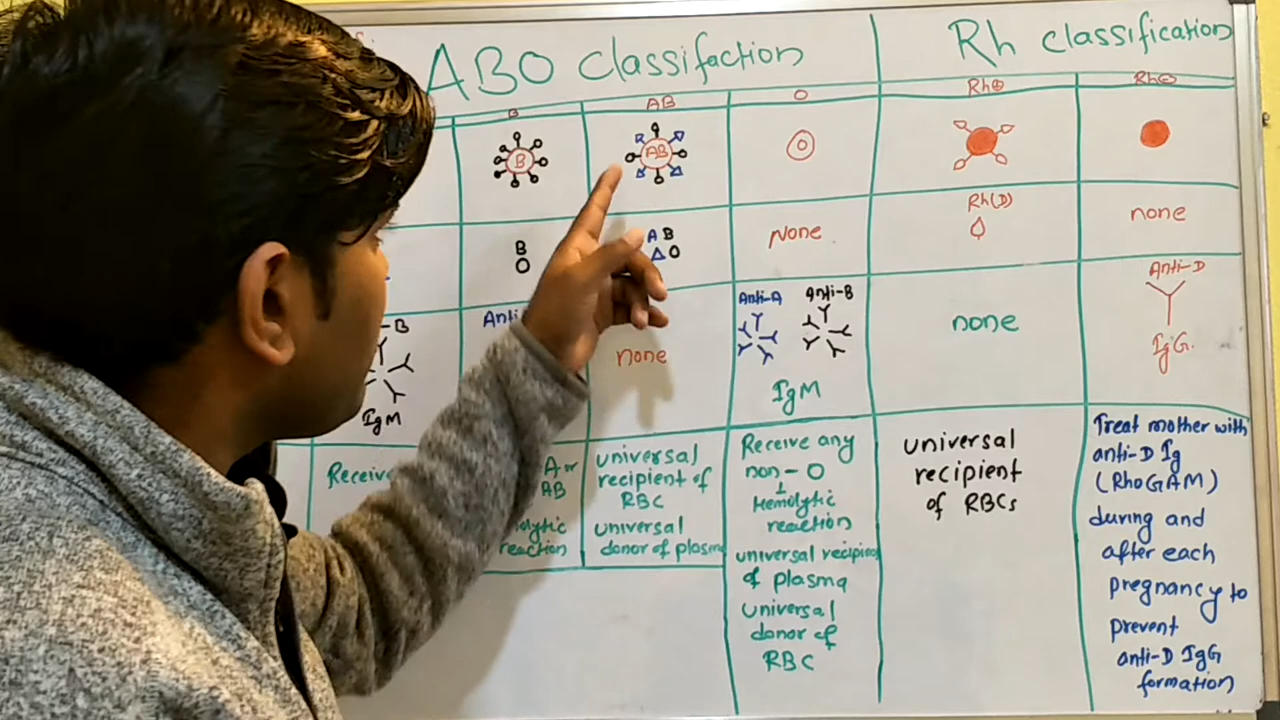 ABO classifaction
Rh classification
B
AB
O
Rh⊕
Rh⊖
B
AB
O
B
A B
None
Rh(D)
none
-B
IgM
Anti-
none
Anti-A
Anti-B
IgM
none
Anti-D
IgG.
Receive
A or
AB
reaction
universal
recipient of
RBC
universal
donor of plasma
Receive any
non-O
↓
Hemolytic
reaction
universal recipien
of plasma
universal
donor of
RBC
universal
recipient
of RBCs
Treat mother with
anti-D Ig
(RhoGAM)
during and
after each
pregnancy to
prevent
anti-D IgG
formation